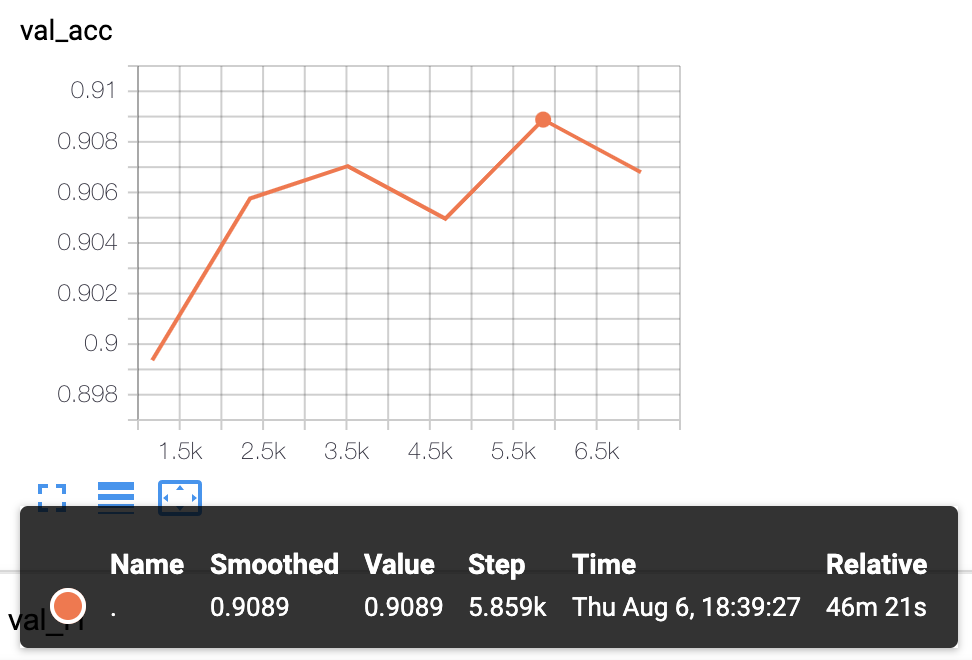 val_acc
0.91
0.908
0.906
0.904
0.902
0.9
0.898
1.5k 2.5k 3.5k 4.5k 5.5k 6.5k
Name Smoothed Value Step Time Relative
. 0.9089 0.9089 5.859k Thu Aug 6, 18:39:27 46m 21s